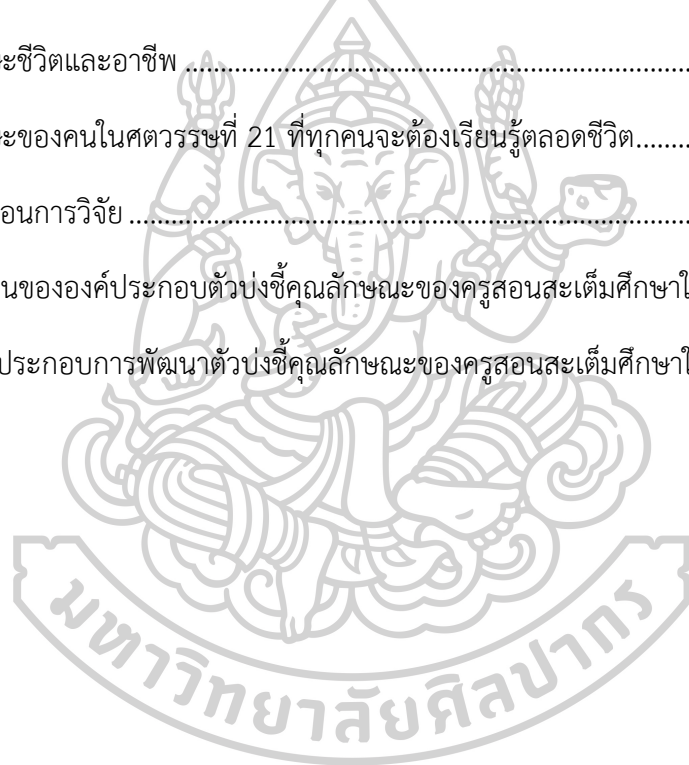 ะชีวิตและอาชีพ ........................................................................
ะของคนในศตวรรษที่ 21 ที่ทุกคนจะต้องเรียนรู้ตลอดชีวิต........
อนการวิจัย ................................................................................
นขององค์ประกอบตัวบ่งชี้คุณลักษณะของครูสอนสะเต็มศึกษาใ
ประกอบการพัฒนาตัวบ่งชี้คุณลักษณะของครูสอนสะเต็มศึกษาใ
มหาวิทยาลัยศิลปากร